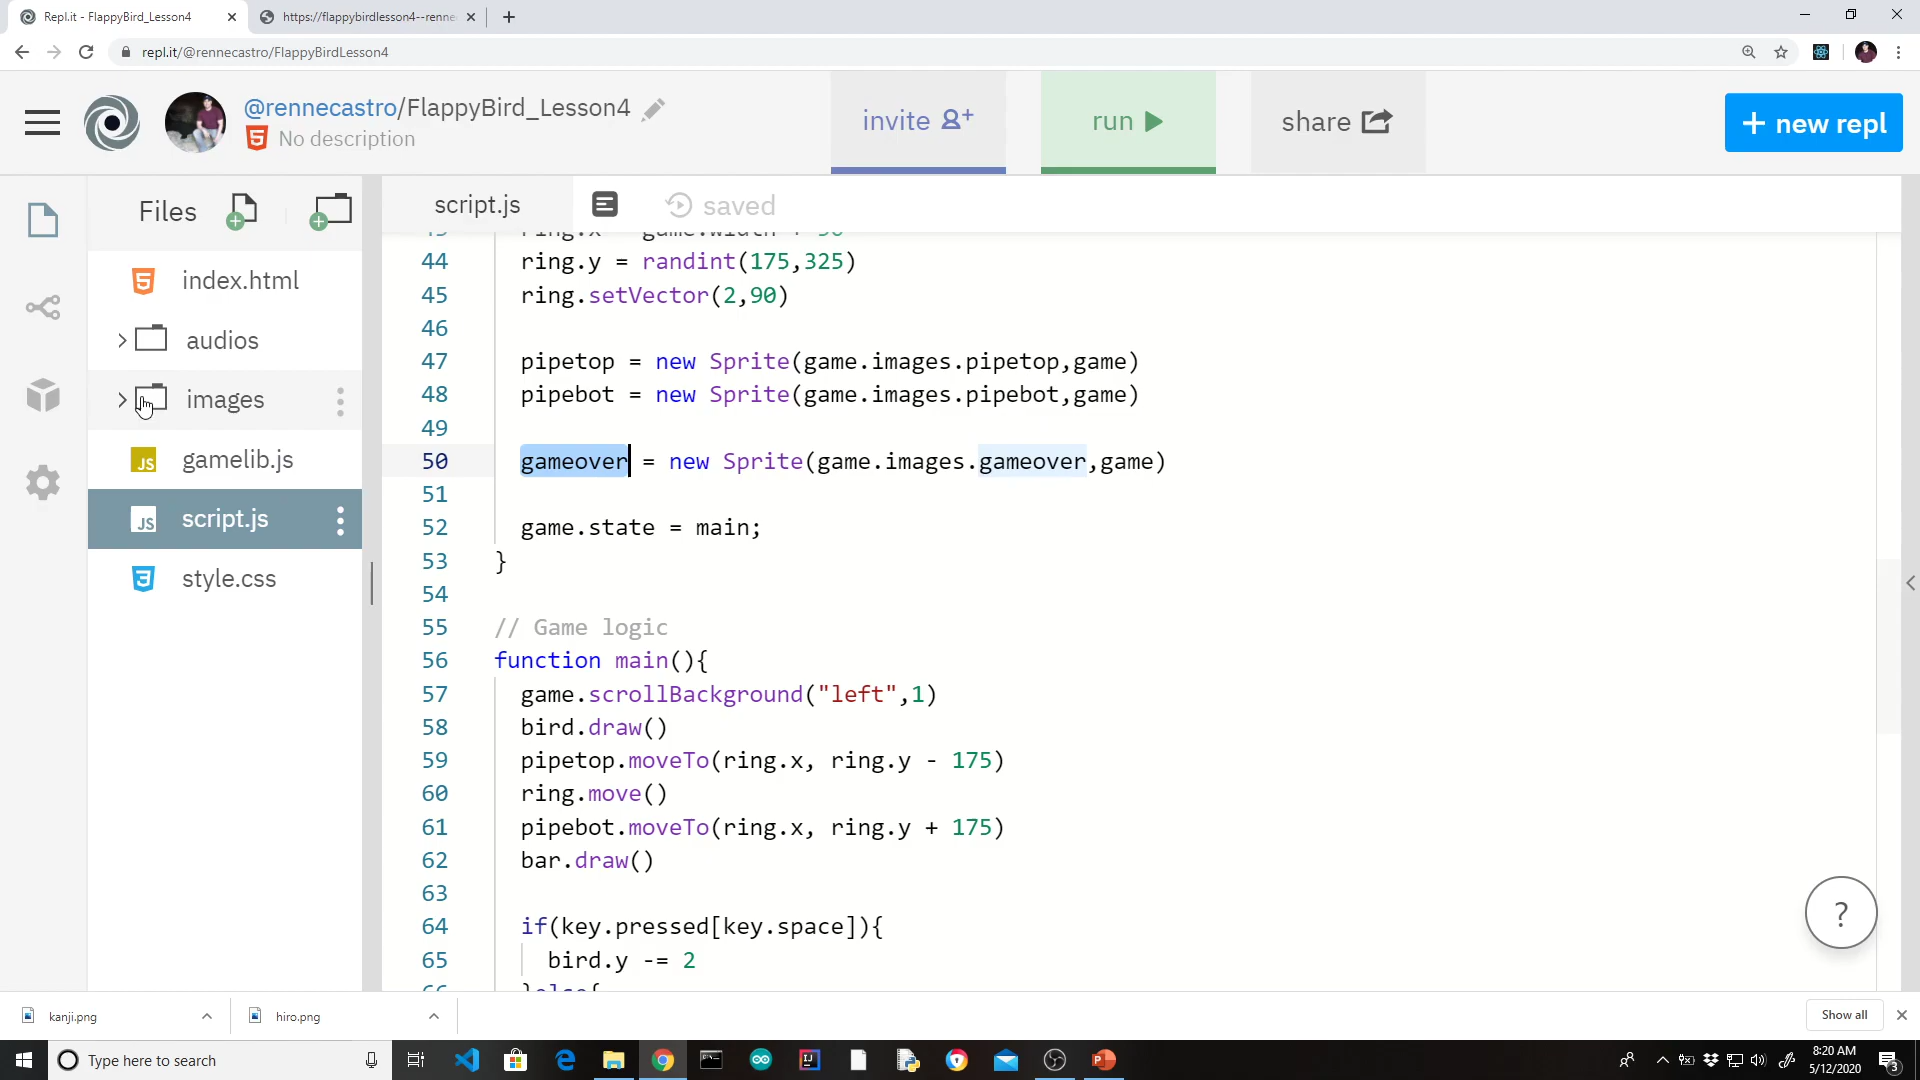 Repl.it - FlappyBird_Lesson4
https://flappybirdlesson4--renne
repl.it/@rennecastro/FlappyBirdLesson4
@rennecastro/FlappyBird_Lesson4
No description
invite
run
share
+ new repl
Files
script.js
saved
index.html
audios
images
gamelib.js
script.js
style.css
44 ring.y = randint(175,325)
45 ring.setVector(2,90)
46
47 pipetop = new Sprite(game.images.pipetop,game)
48 pipebot = new Sprite(game.images.pipebot,game)
49
50 gameover = new Sprite(game.images.gameover,game)
51
52 game.state = main;
53 }
54
55 // Game logic
56 function main(){
57 game.scrollBackground("left",1)
58 bird.draw()
59 pipetop.moveTo(ring.x, ring.y - 175)
60 ring.move()
61 pipebot.moveTo(ring.x, ring.y + 175)
62 bar.draw()
63
64 if(key.pressed[key.space]){
65 bird.y -= 2
?
kanji.png
hiro.png
Show all
Type here to search
8:20 AM
5/12/2020
3